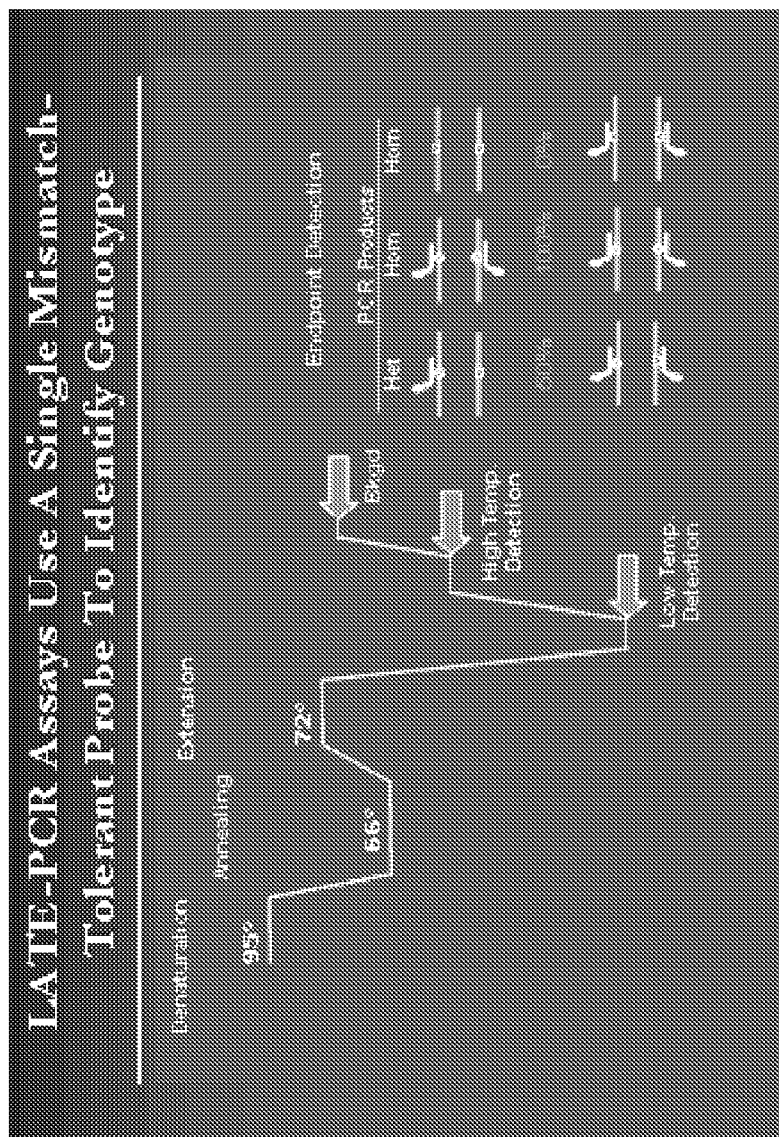 LATE-PCR Assays Use A Single Mismatch-
Tolerant Probe To Identify Genotype
Denaturation
Annealing
Extension
95°
66°
72°
Endpoint Detection
PCR Products
Het
Hom
Hom
Bkgd
High Temp
Detection
Low Temp
Detection